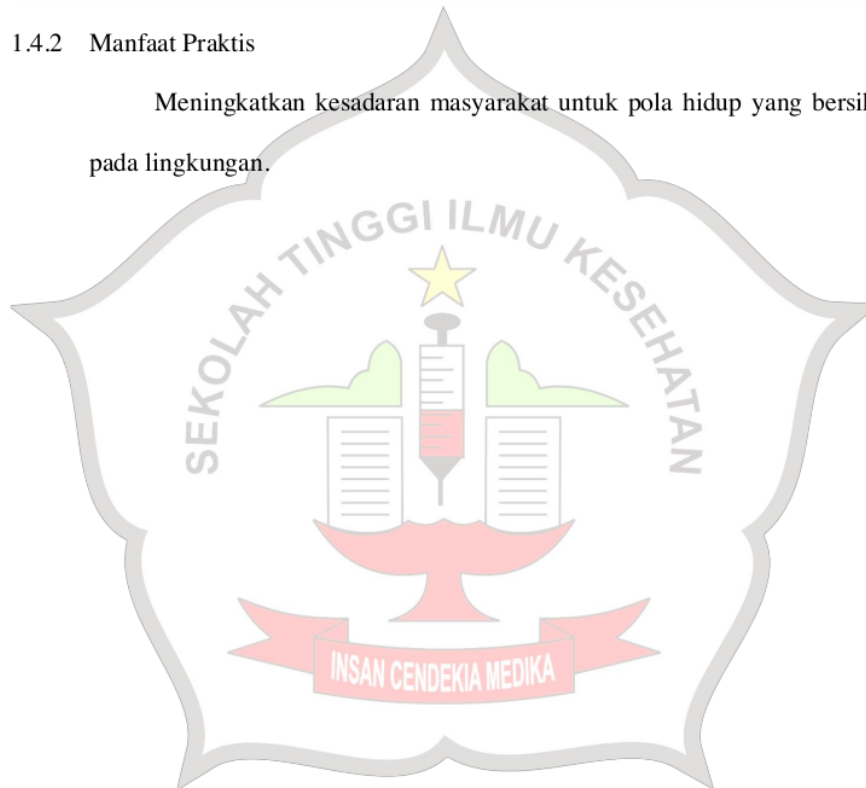 1.4.2 Manfaat Praktis
Meningkatkan kesadaran masyarakat untuk pola hidup yang bersih
pada lingkungan.
SEKOLAH TINGGI ILMU KESEHATAN
INSAN CENDEKIA MEDIKA